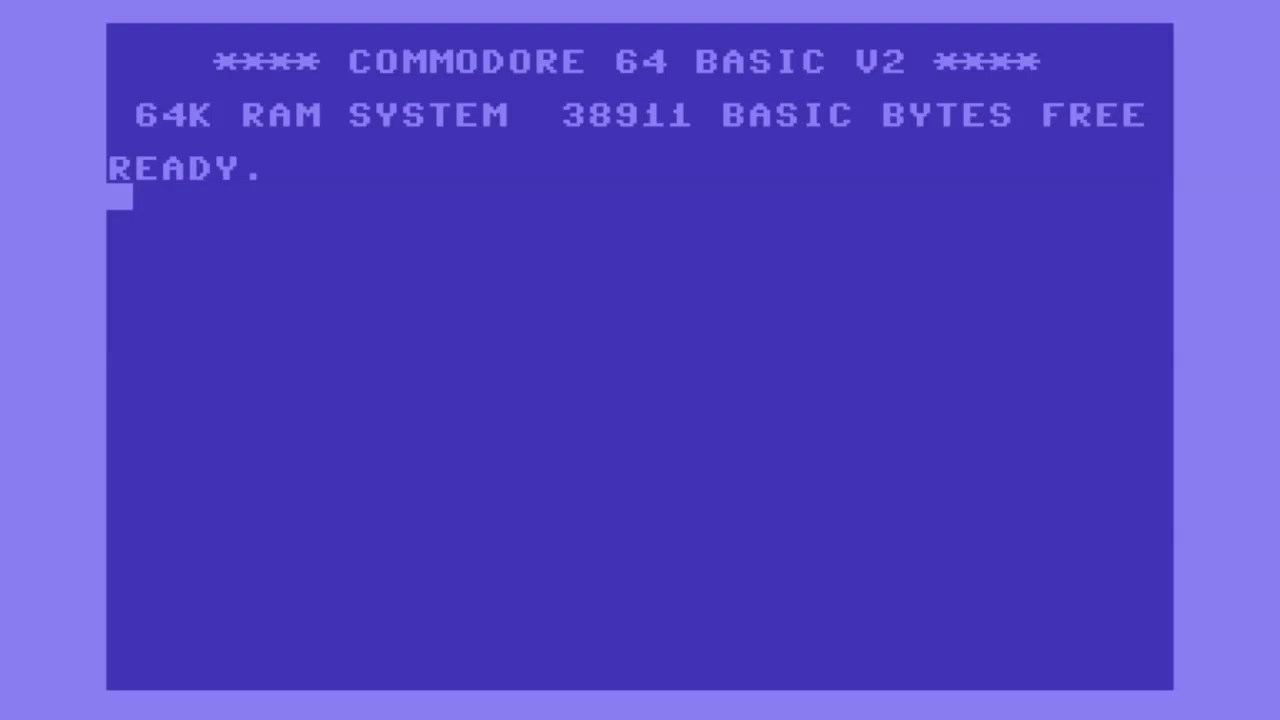 **** COMMODORE 64 BASIC V2 ****
64K RAM SYSTEM  38911 BASIC BYTES FREE
READY.